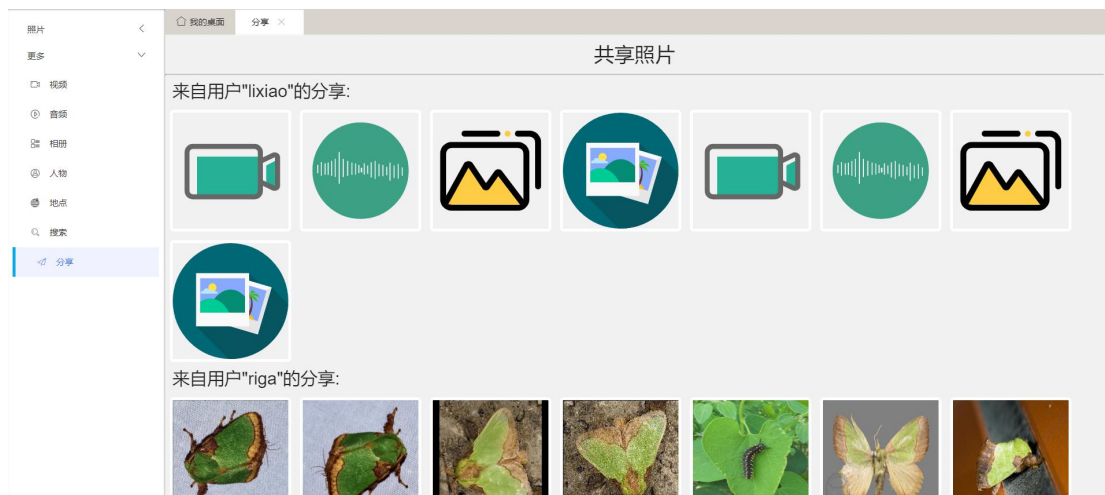 照片
更多
视频
音频
相册
人物
地点
搜索
分享
我的桌面
分享
共享照片
来自用户"lixiao"的分享:
来自用户"riga"的分享: